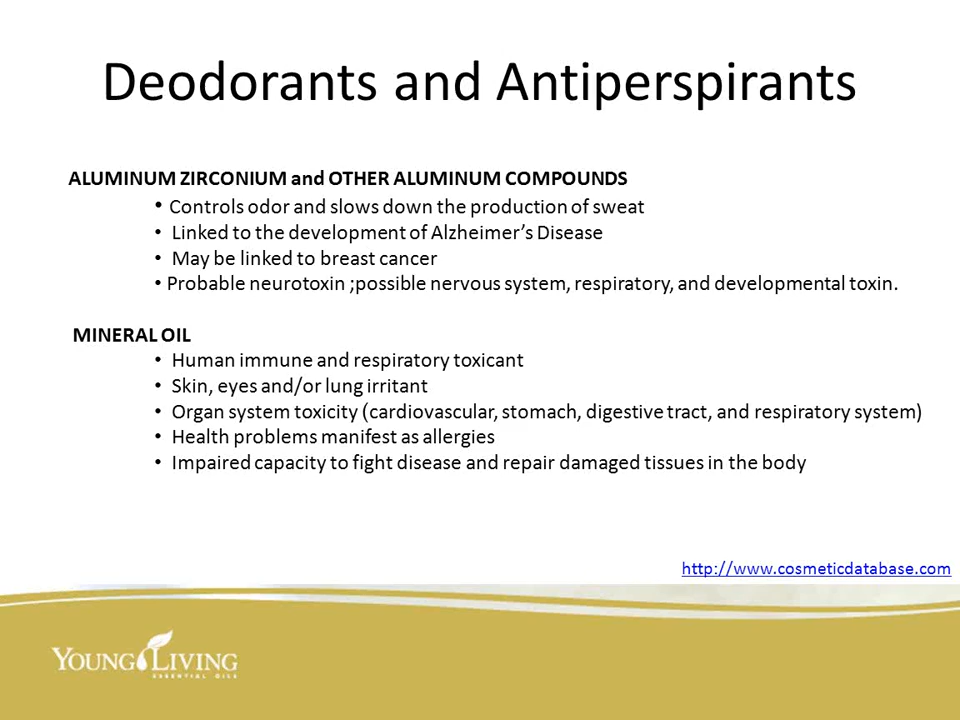 Deodorants and Antiperspirants
ALUMINUM ZIRCONIUM and OTHER ALUMINUM COMPOUNDS
• Controls odor and slows down the production of sweat
• Linked to the development of Alzheimer’s Disease
• May be linked to breast cancer
• Probable neurotoxin ;possible nervous system, respiratory, and developmental toxin.
MINERAL OIL
• Human immune and respiratory toxicant
• Skin, eyes and/or lung irritant
• Organ system toxicity (cardiovascular, stomach, digestive tract, and respiratory system)
• Health problems manifest as allergies
• Impaired capacity to fight disease and repair damaged tissues in the body
http://www.cosmeticdatabase.com
YOUNG LIVING
ESSENTIAL OILS